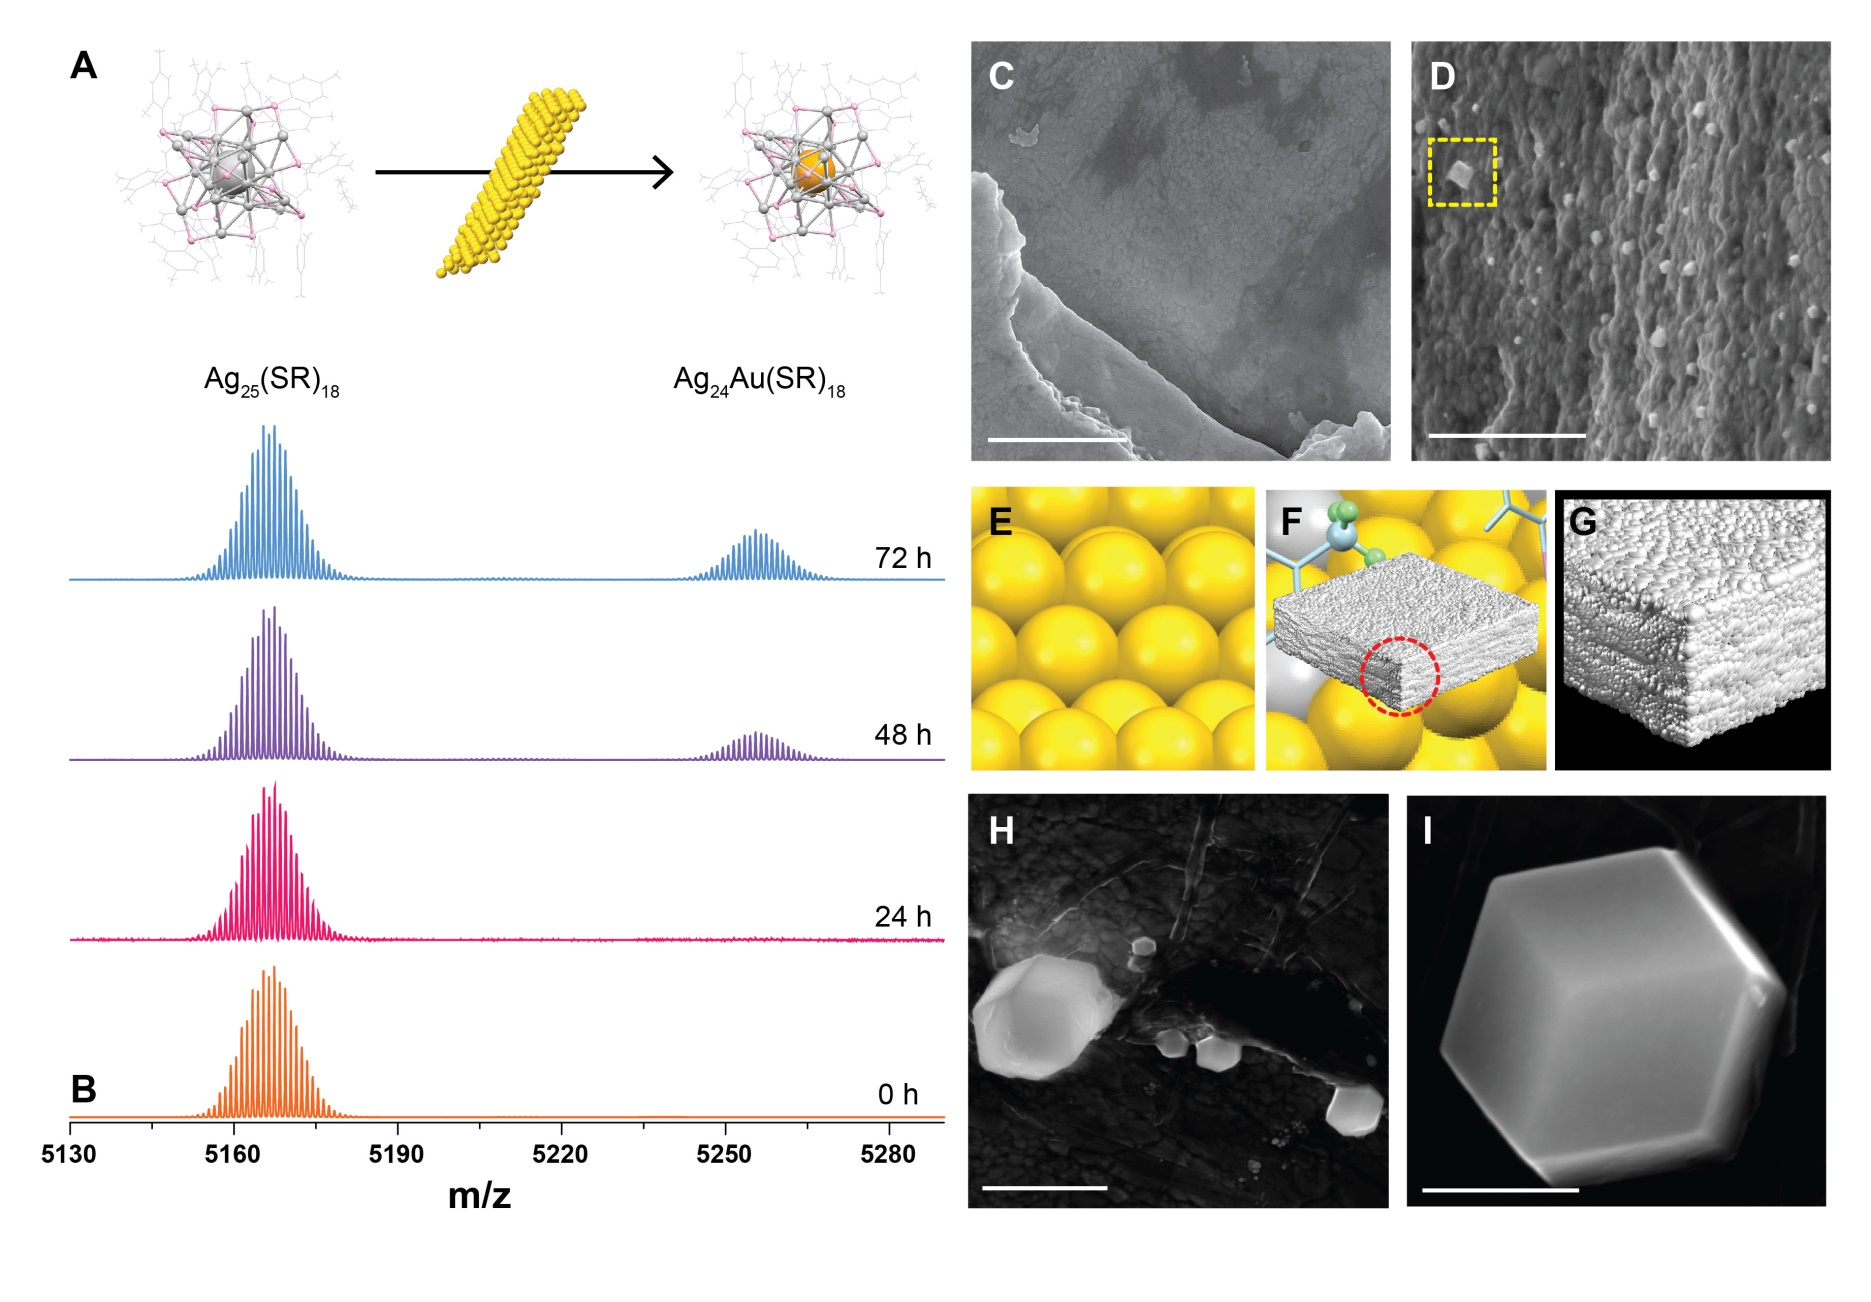 A
C
D
Ag25(SR)18
Ag24Au(SR)18
72 h
E
F
G
48 h
24 h
H
I
B
0 h
5130
5160
5190
5220
5250
5280
m/z